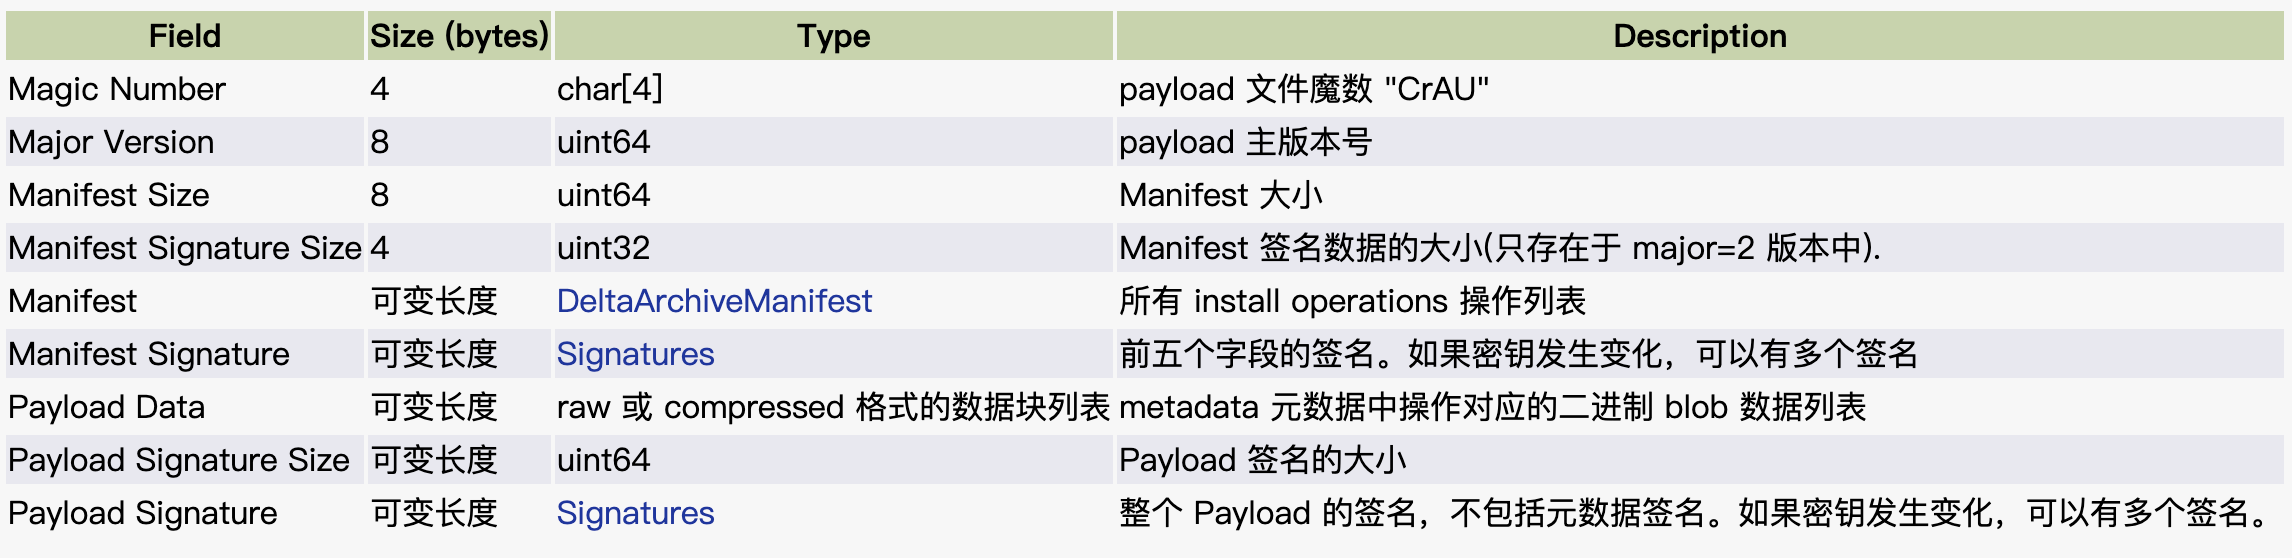 Field Size (bytes) Type Description
Magic Number 4 char[4] payload 文件魔数 "CrAU"
Major Version 8 uint64 payload 主版本号
Manifest Size 8 uint64 Manifest 大小
Manifest Signature Size 4 uint32 Manifest 签名数据的大小(只存在于 major=2 版本中).
Manifest 可变长度 DeltaArchiveManifest 所有 install operations 操作列表
Manifest Signature 可变长度 Signatures 前五个字段的签名。如果密钥发生变化，可以有多个签名
Payload Data 可变长度 raw 或 compressed 格式的数据块列表 metadata 元数据中操作对应的二进制 blob 数据列表
Payload Signature Size 可变长度 uint64 Payload 签名的大小
Payload Signature 可变长度 Signatures 整个 Payload 的签名，不包括元数据签名。如果密钥发生变化，可以有多个签名。